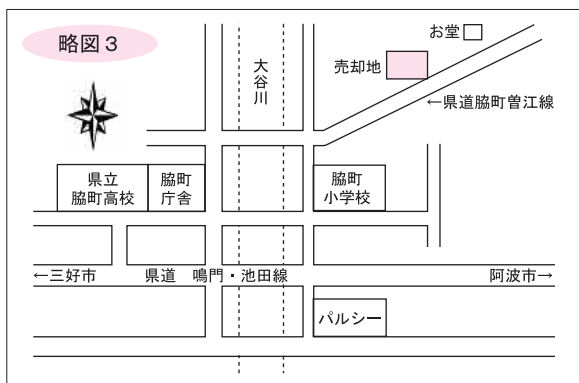 略図3
お堂
大谷川
売却地
←県道脇町曽江線
県立
脇町高校
脇町
庁舎
脇町
小学校
←三好市
県道 鳴門・池田線
阿波市→
パルシー